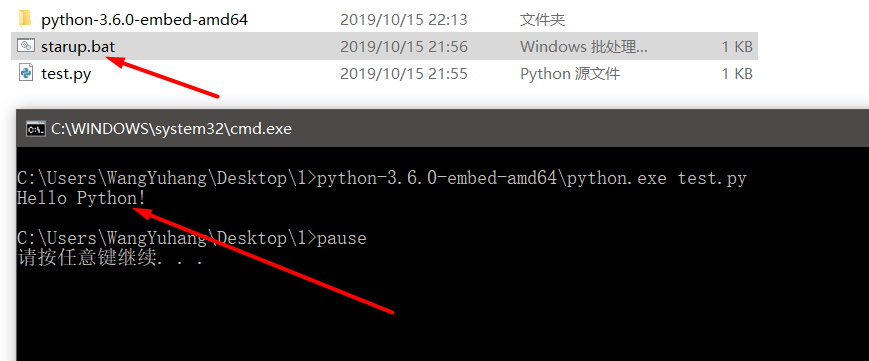 python-3.6.0-embed-amd64 2019/10/15 22:13 文件夹
starup.bat 2019/10/15 21:56 Windows 批处理... 1 KB
test.py 2019/10/15 21:55 Python 源文件 1 KB
C:\WINDOWS\system32\cmd.exe
C:\Users\WangYuhang\Desktop\1>python-3.6.0-embed-amd64\python.exe test.py
Hello Python!
C:\Users\WangYuhang\Desktop\1>pause
请按任意键继续. . .